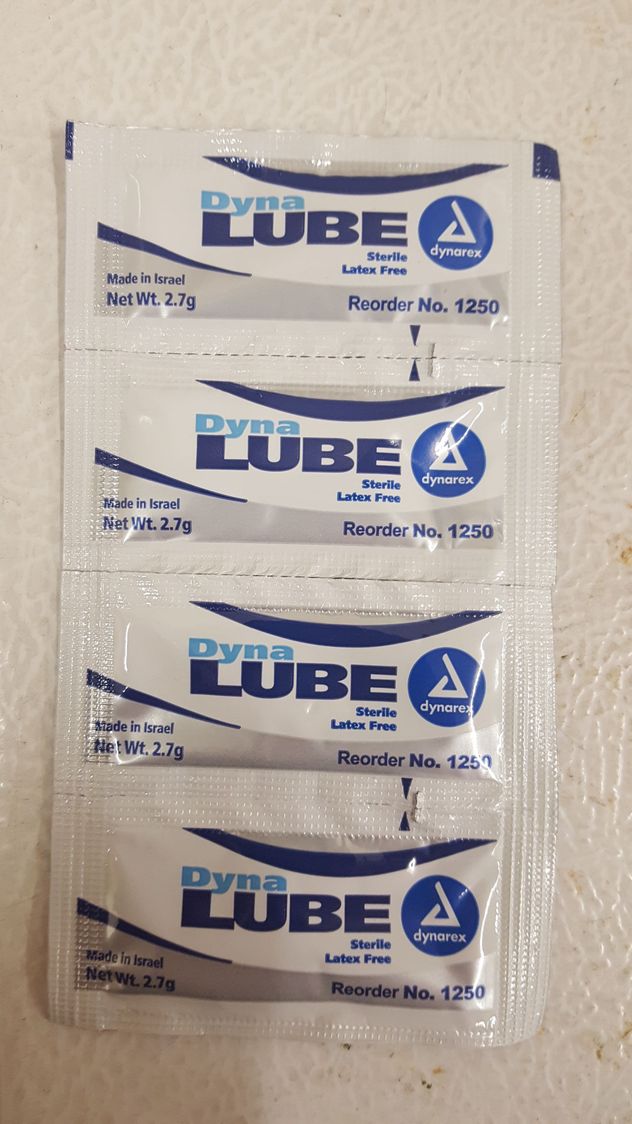 Dyna
LUBE
dynarex
Sterile
Latex Free
Made in Israel
Net Wt. 2.7g
Reorder No. 1250
Dyna
LUBE
dynarex
Sterile
Latex Free
Made in Israel
Net Wt. 2.7g
Reorder No. 1250
Dyna
LUBE
dynarex
Sterile
Latex Free
Made in Israel
Net Wt. 2.7g
Reorder No. 1250
Dyna
LUBE
dynarex
Sterile
Latex Free
Made in Israel
Net Wt. 2.7g
Reorder No. 1250